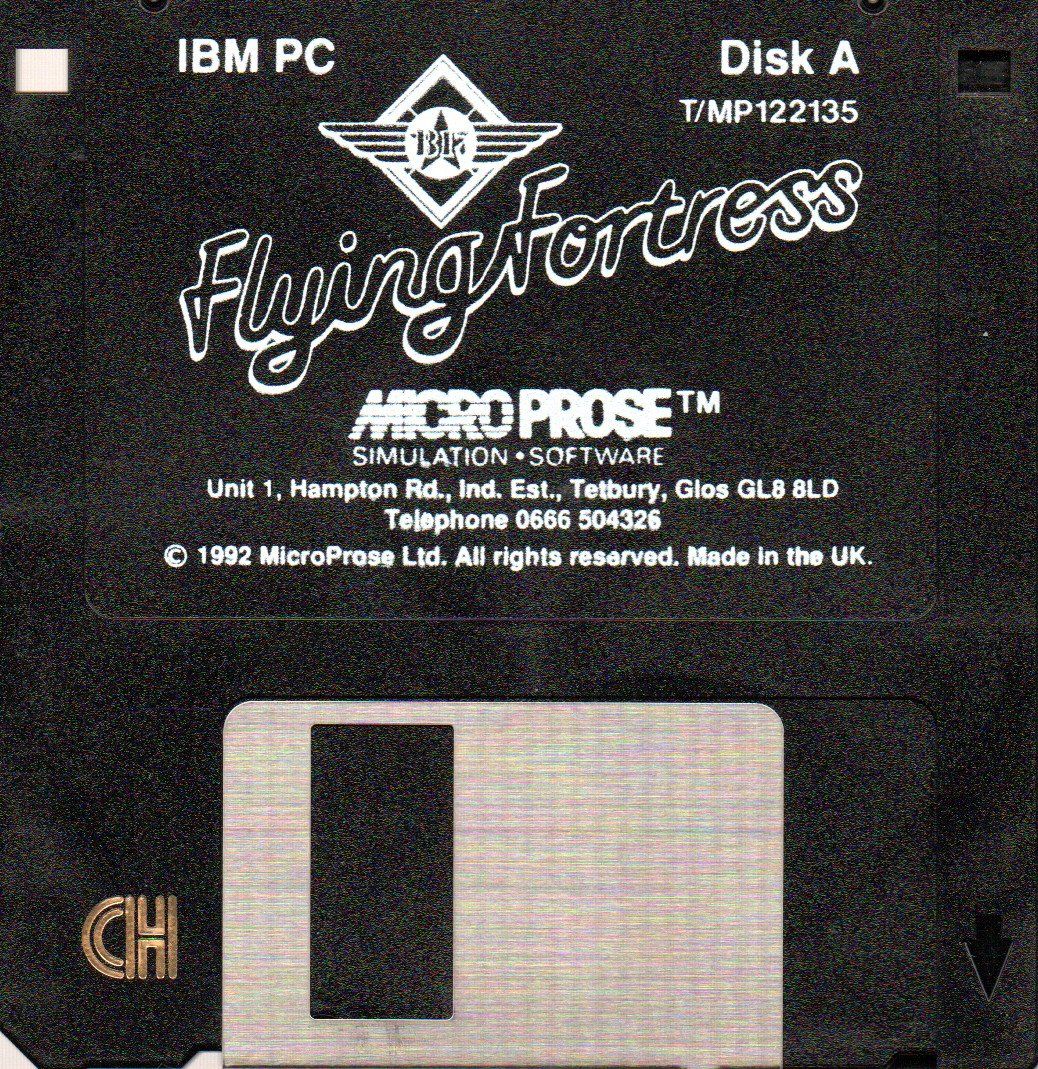 IBM PC
Disk A
T/MP122135
B17
Flying Fortress
MICROPROSE™
SIMULATION • SOFTWARE
Unit 1, Hampton Rd., Ind. Est., Tetbury, Glos GL8 8LD
Telephone 0666 504326
© 1992 MicroProse Ltd. All rights reserved. Made in the UK.
CH